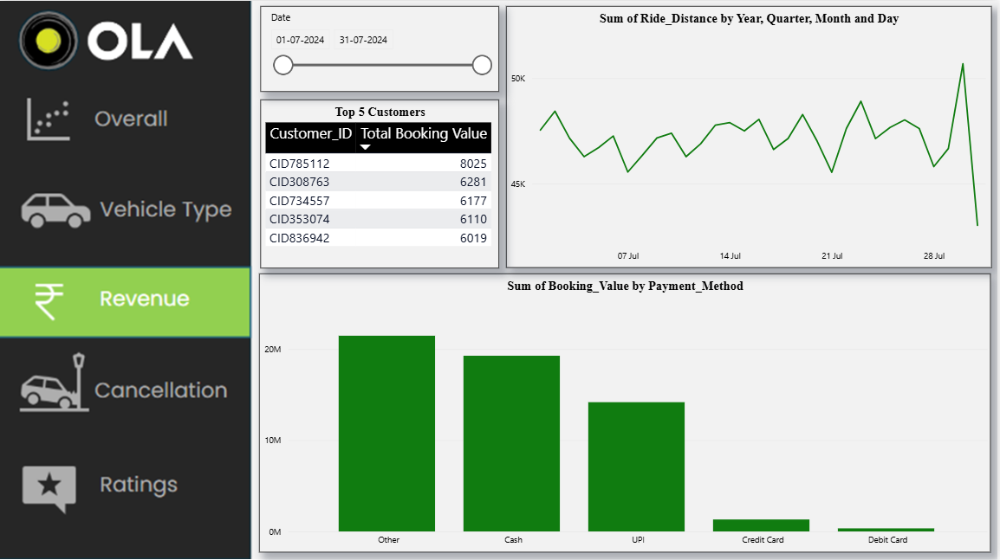 OLA
Overall
Vehicle Type
Revenue
Cancellation
Ratings
Date
01-07-2024 31-07-2024
Top 5 Customers
Customer_ID Total Booking Value
CID785112 8025
CID308763 6281
CID734557 6177
CID353074 6110
CID836942 6019
Sum of Ride_Distance by Year, Quarter, Month and Day
50K
45K
07 Jul 14 Jul 21 Jul 28 Jul
Sum of Booking_Value by Payment_Method
20M
10M
0M
Other Cash UPI Credit Card Debit Card